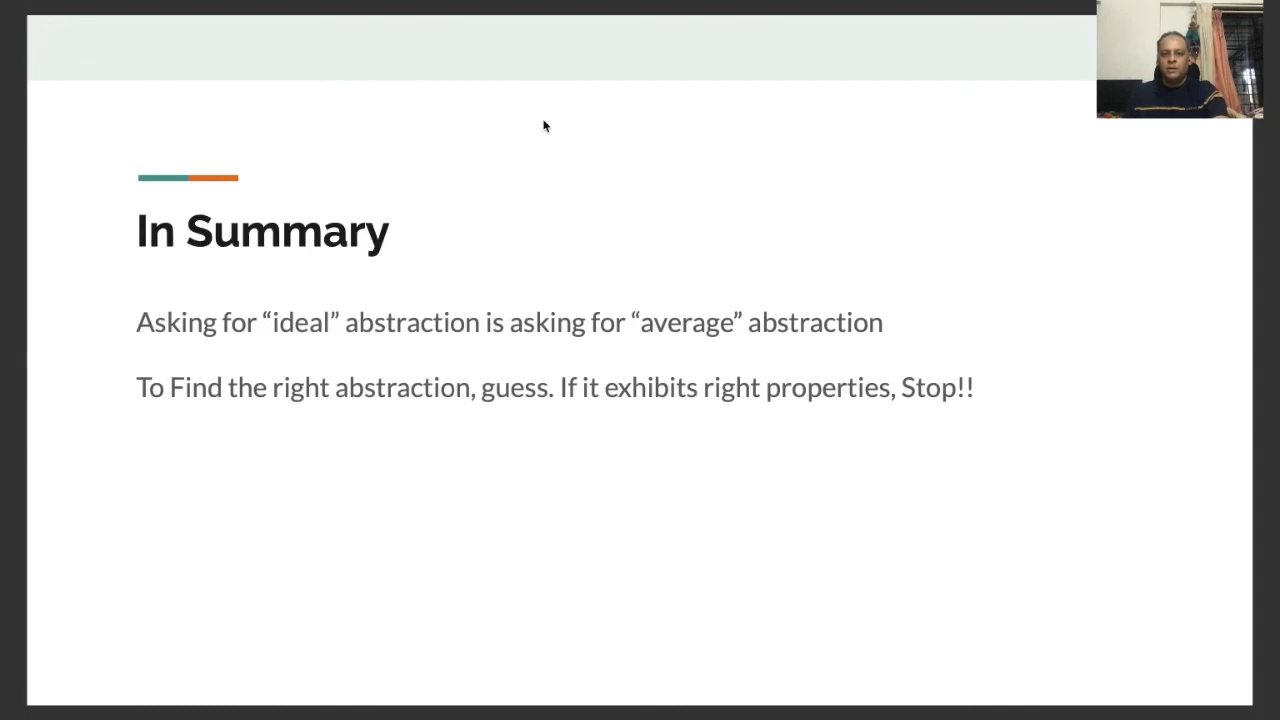 In Summary
Asking for “ideal” abstraction is asking for “average” abstraction
To Find the right abstraction, guess. If it exhibits right properties, Stop!!